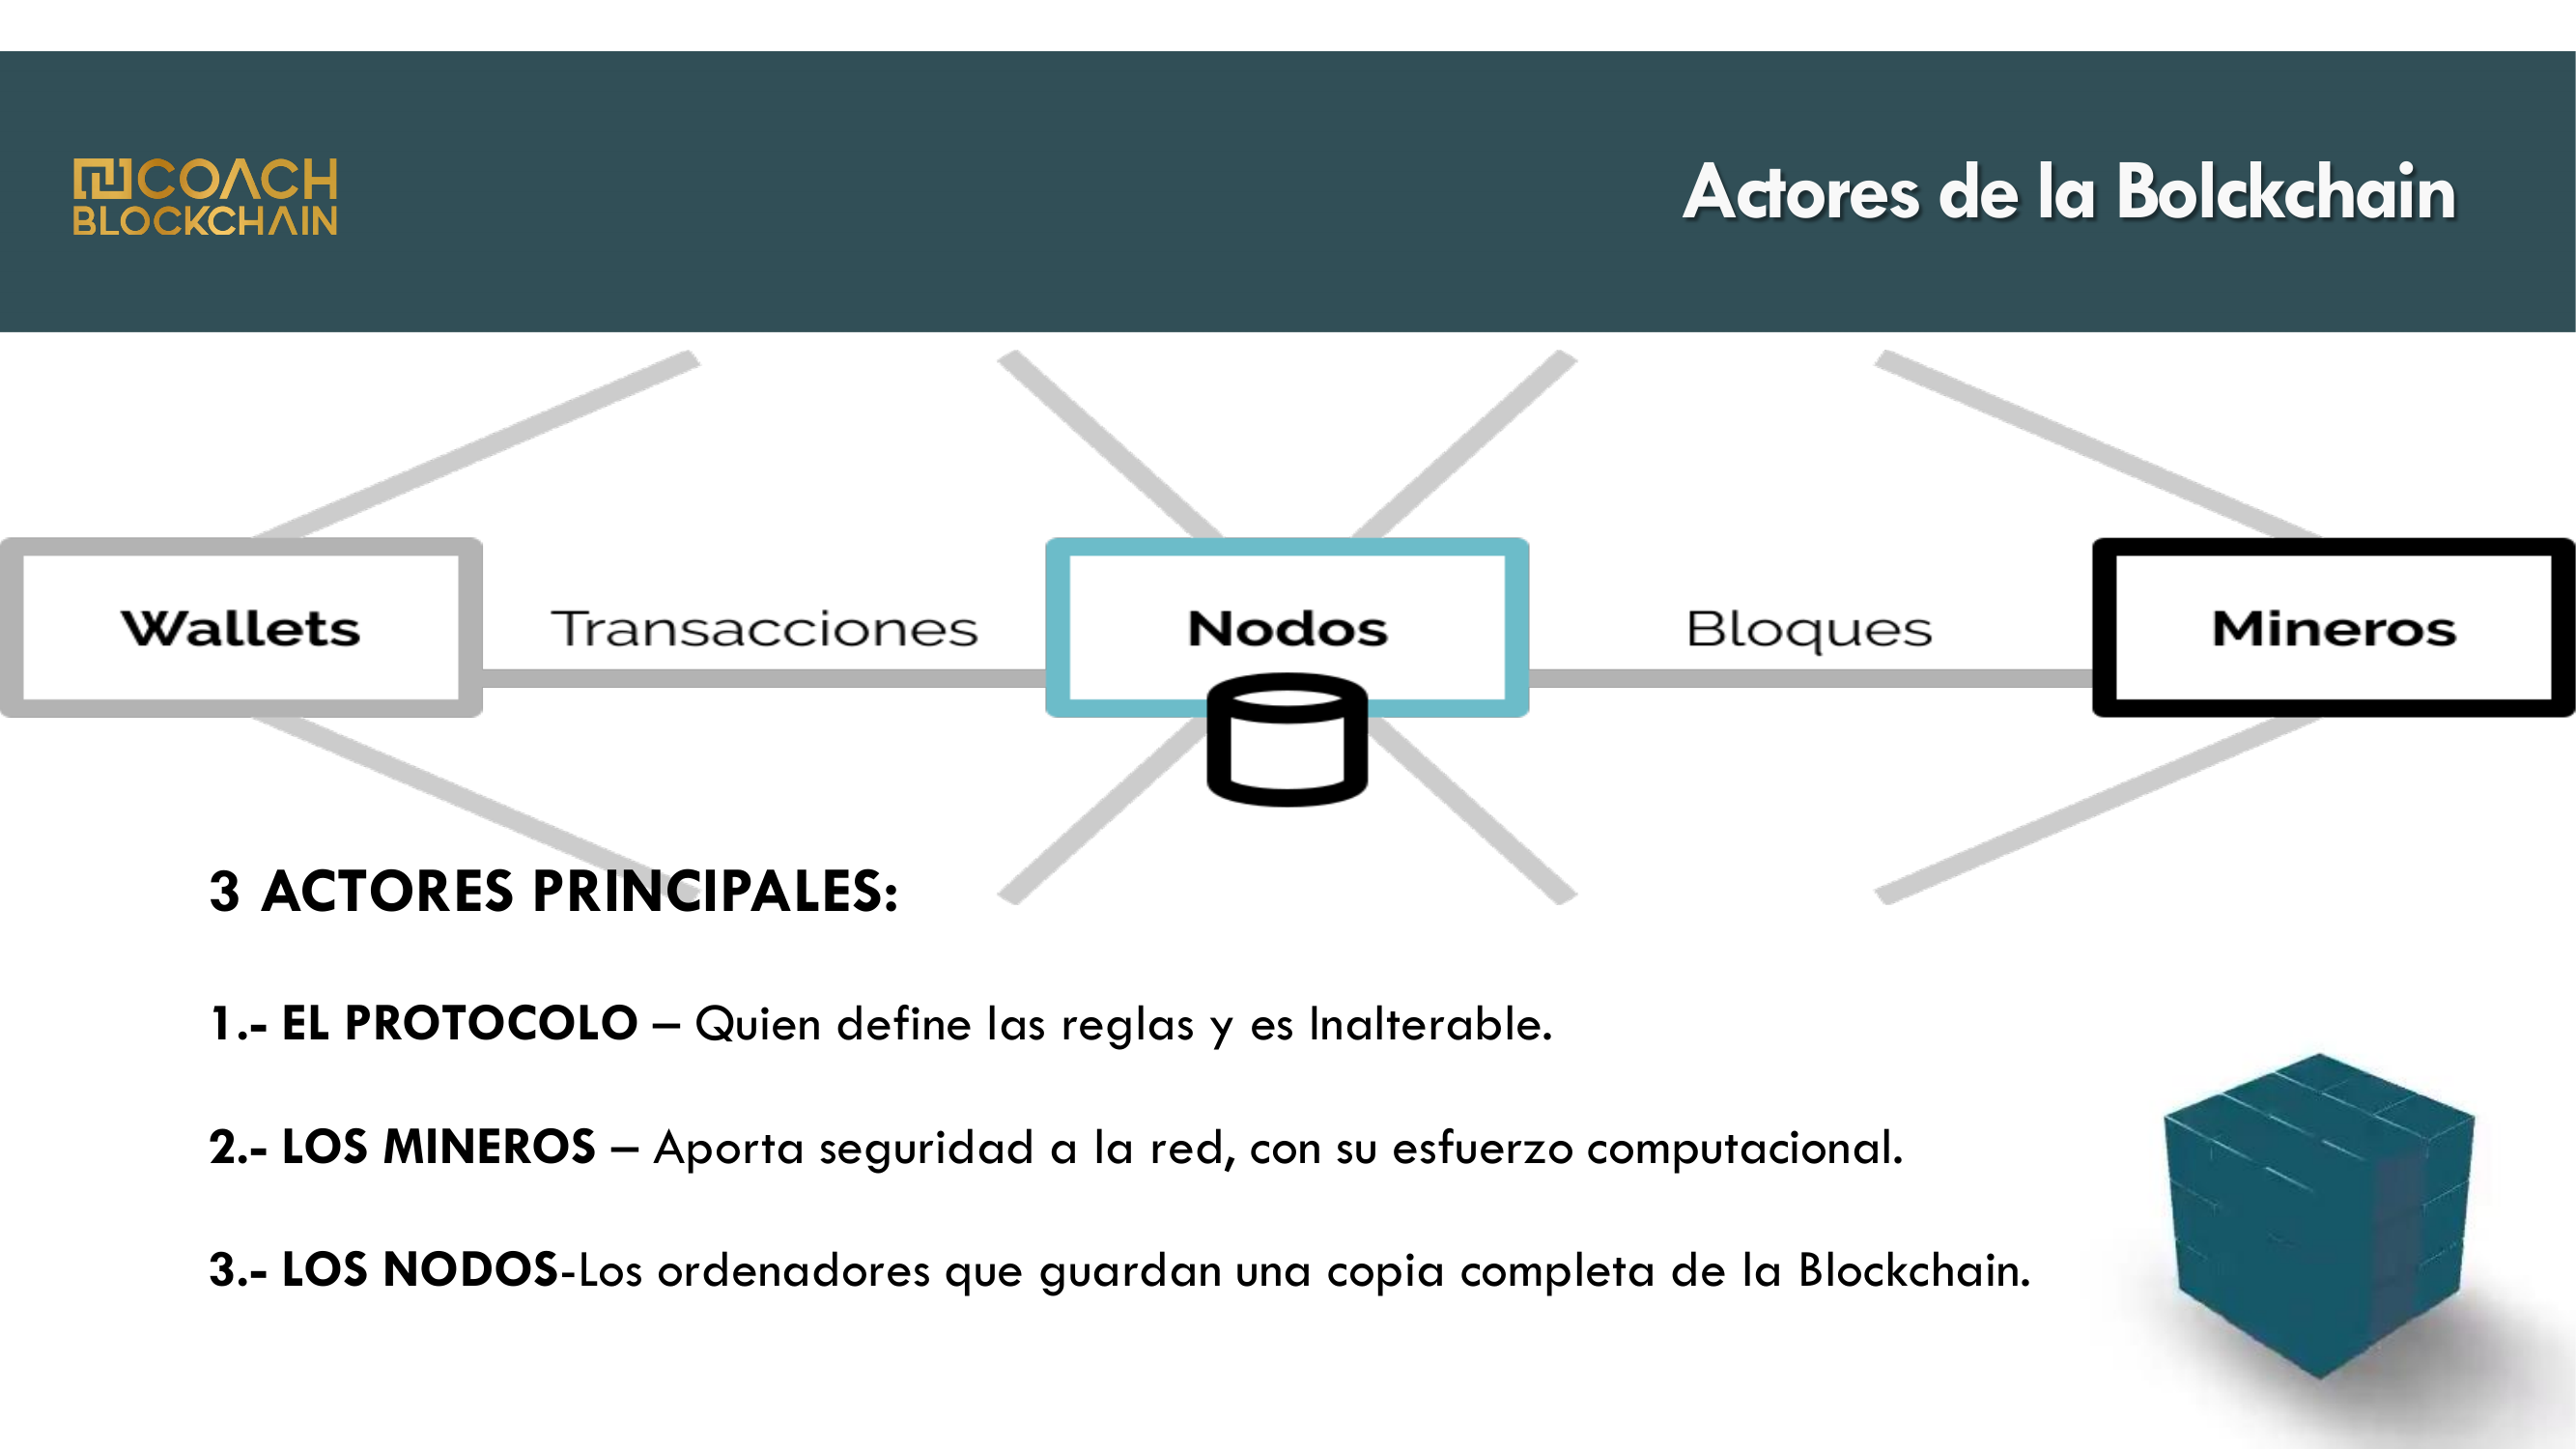 COACH
BLOCKCHAIN
Actores de la Bolckchain
Wallets
Transacciones
Nodos
Bloques
Mineros
3 ACTORES PRINCIPALES:
1.- EL PROTOCOLO – Quien define las reglas y es Inalterable.
2.- LOS MINEROS – Aporta seguridad a la red, con su esfuerzo computacional.
3.- LOS NODOS-Los ordenadores que guardan una copia completa de la Blockchain.